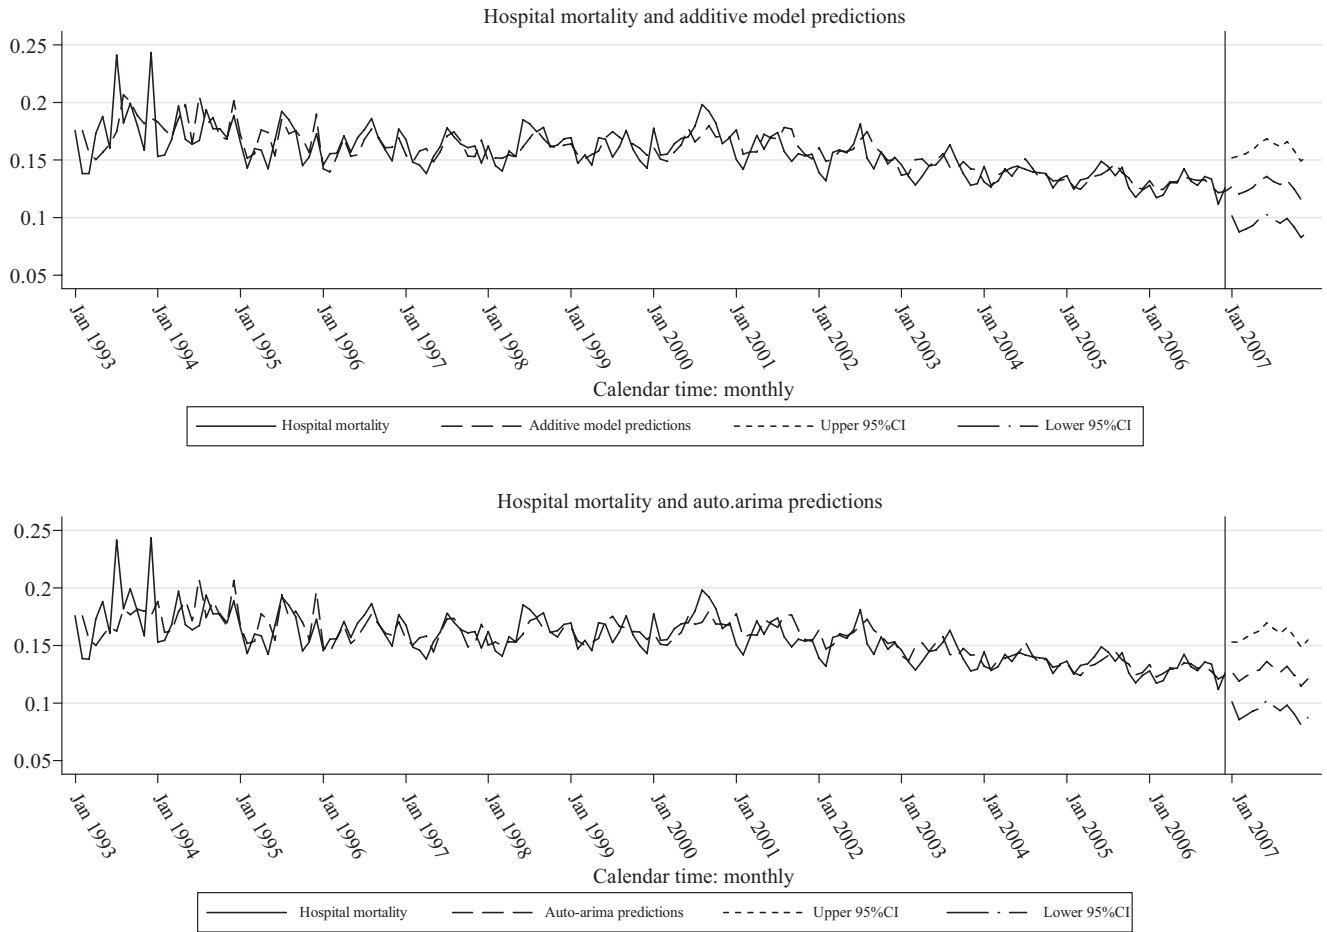 Hospital mortality and additive model predictions
0.25
0.2
0.15
0.1
0.05
Jan 1993
Jan 1994
Jan 1995
Jan 1996
Jan 1997
Jan 1998
Jan 1999
Jan 2000
Jan 2001
Jan 2002
Jan 2003
Jan 2004
Jan 2005
Jan 2006
Jan 2007
Calendar time: monthly
Hospital mortality Additive model predictions Upper 95%CI Lower 95%CI
Hospital mortality and auto.arima predictions
0.25
0.2
0.15
0.1
0.05
Jan 1993
Jan 1994
Jan 1995
Jan 1996
Jan 1997
Jan 1998
Jan 1999
Jan 2000
Jan 2001
Jan 2002
Jan 2003
Jan 2004
Jan 2005
Jan 2006
Jan 2007
Calendar time: monthly
Hospital mortality Auto-arima predictions Upper 95%CI Lower 95%CI